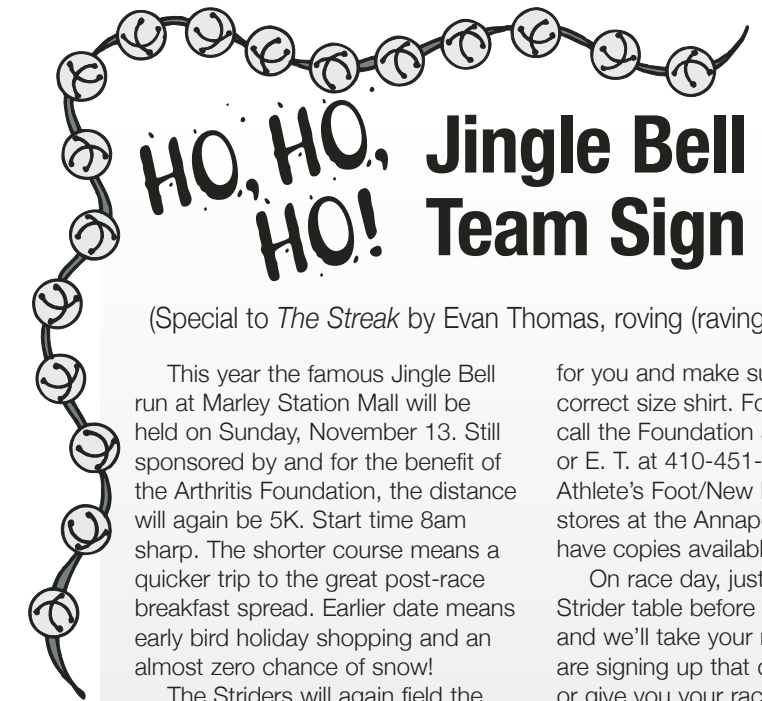 HO, HO,
HO!
Jingle Bell
Team Sign
(Special to The Streak by Evan Thomas, roving (raving
This year the famous Jingle Bell
run at Marley Station Mall will be
held on Sunday, November 13. Still
sponsored by and for the benefit of
the Arthritis Foundation, the distance
will again be 5K. Start time 8am
sharp. The shorter course means a
quicker trip to the great post-race
breakfast spread. Earlier date means
early bird holiday shopping and an
almost zero chance of snow!
The Striders will again field the
for you and make su
correct size shirt. Fo
call the Foundation
or E. T. at 410-451-
Athlete’s Foot/New
stores at the Annap
have copies availabl
On race day, just
Strider table before
and we’ll take your
are signing up that
or give you your rac